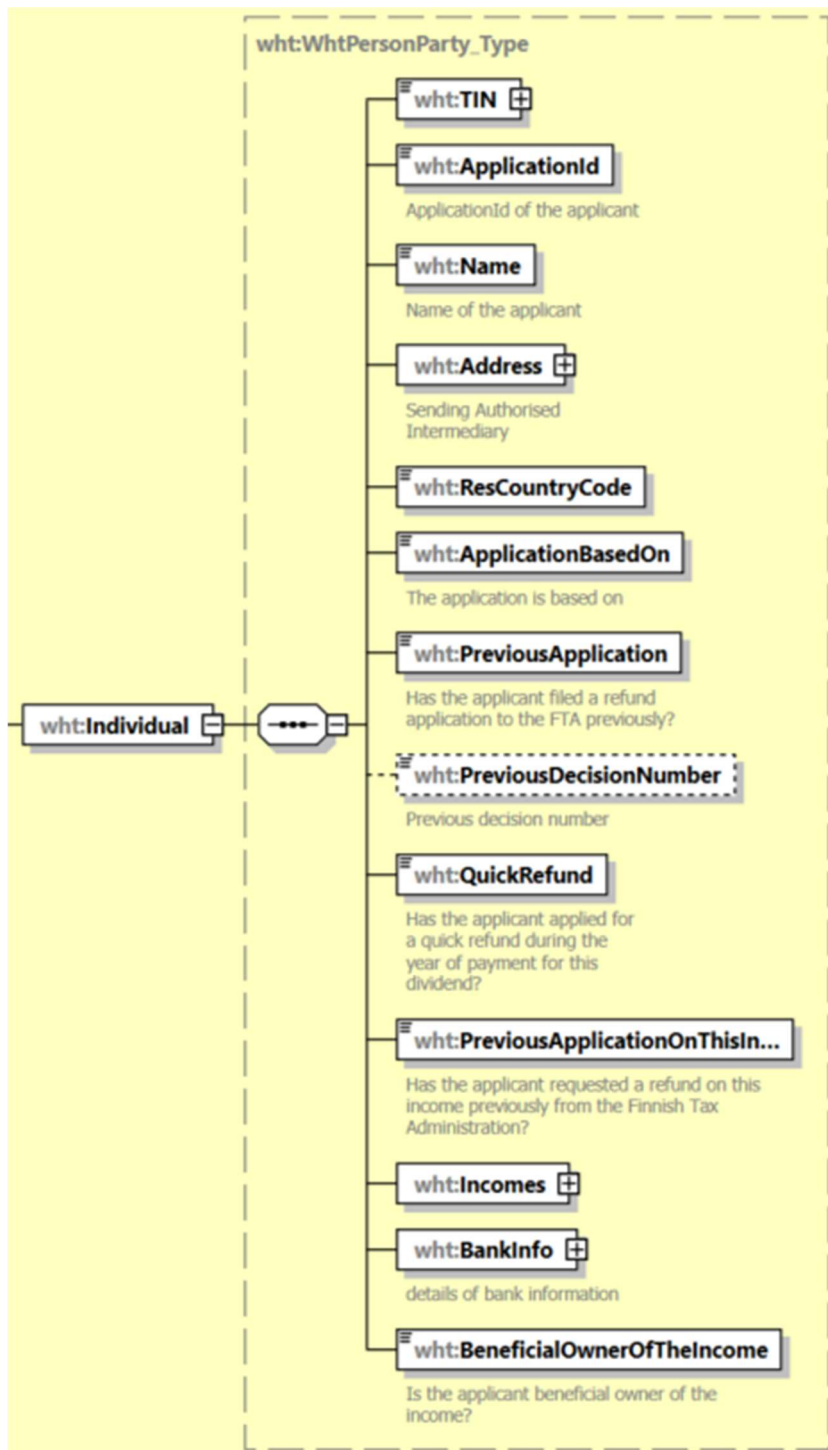 wht:WhtPersonParty_Type
wht:TIN
wht:ApplicationId
ApplicationId of the applicant
wht:Name
Name of the applicant
wht:Address
Sending Authorised
Intermediary
wht:ResCountryCode
wht:ApplicationBasedOn
The application is based on
wht:PreviousApplication
Has the applicant filed a refund
application to the FTA previously?
wht:Individual
wht:PreviousDecisionNumber
Previous decision number
wht:QuickRefund
Has the applicant applied for
a quick refund during the
year of payment for this
dividend?
wht:PreviousApplicationOnThisIn...
Has the applicant requested a refund on this
income previously from the Finnish Tax
Administration?
wht:Incomes
wht:BankInfo
details of bank information
wht:BeneficialOwnerOfTheIncome
Is the applicant beneficial owner of the
income?